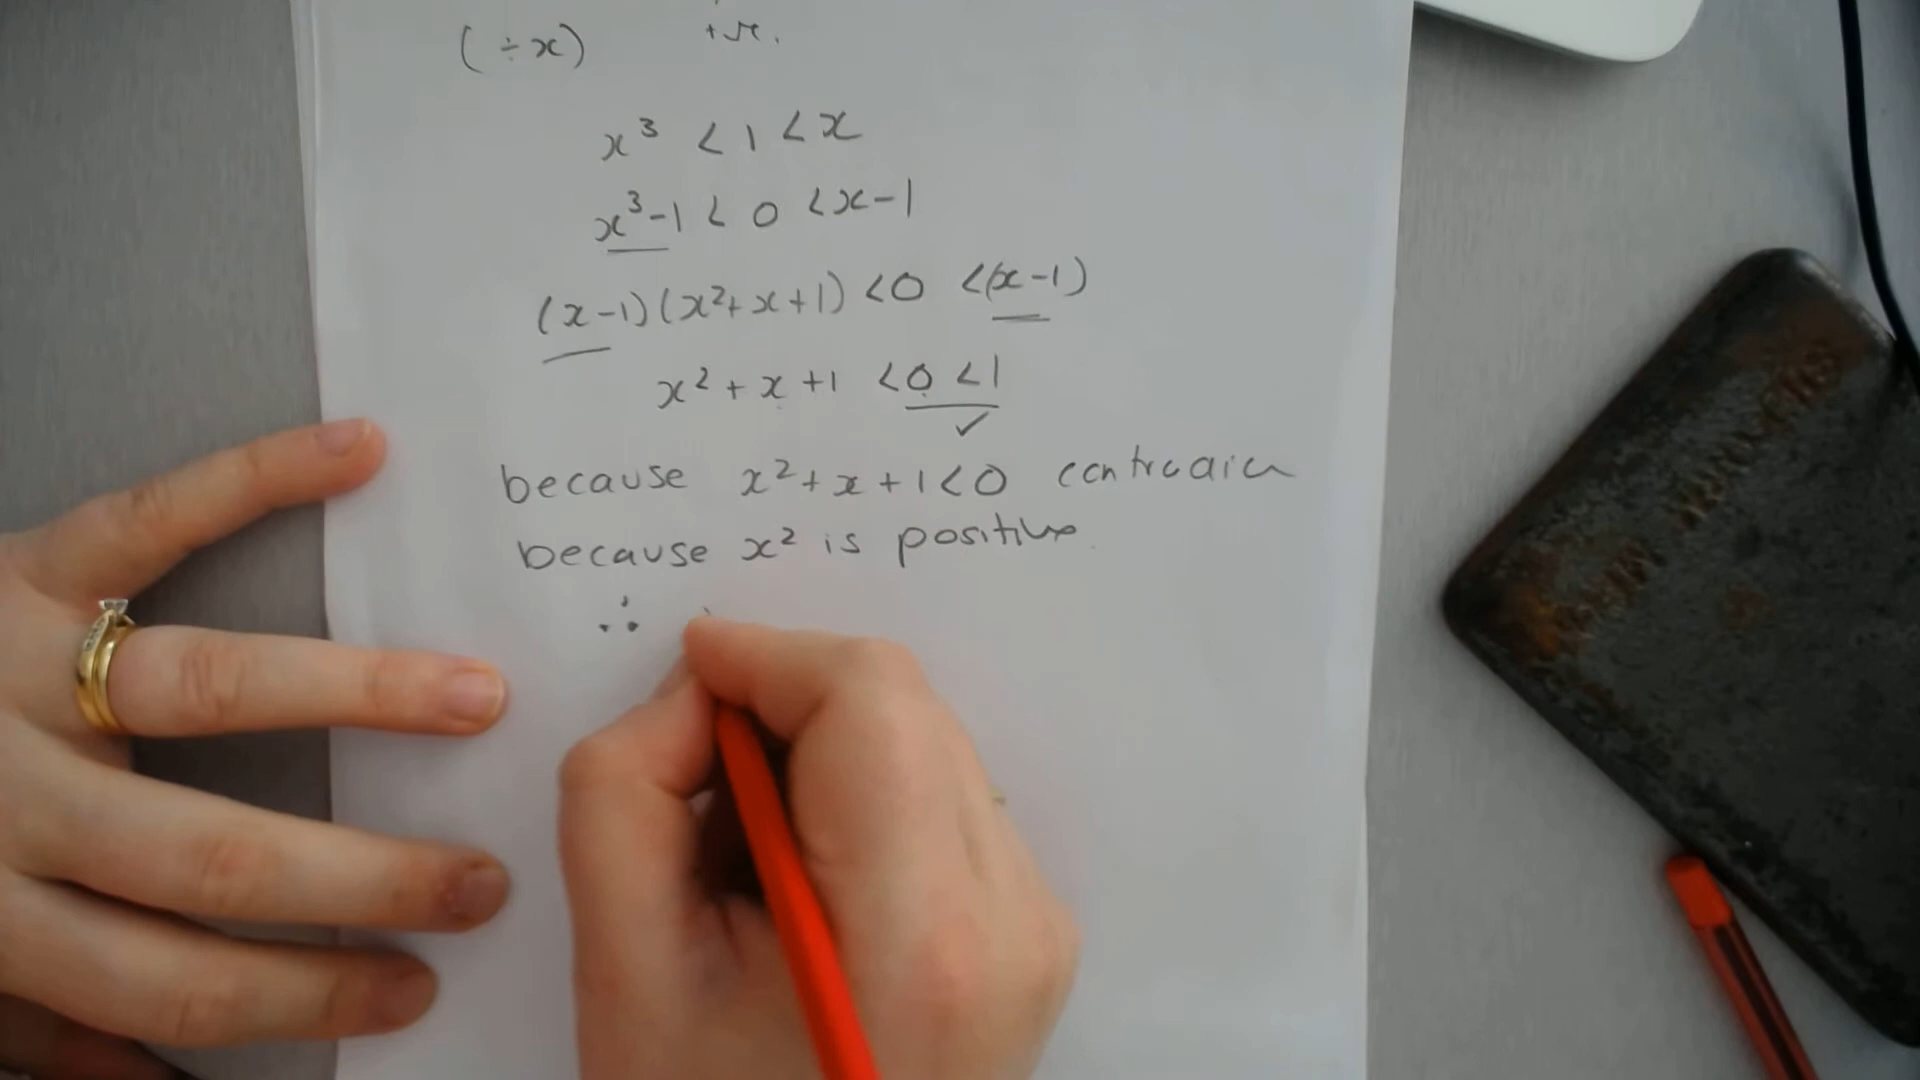 (÷x) +ve.
x³ < 1 < x
x³-1 < 0 < x-1
(x-1)(x²+x+1) < 0 < (x-1)
x²+x+1 < 0 < 1
✓
because x²+x+1<0
because x² is positive
∴